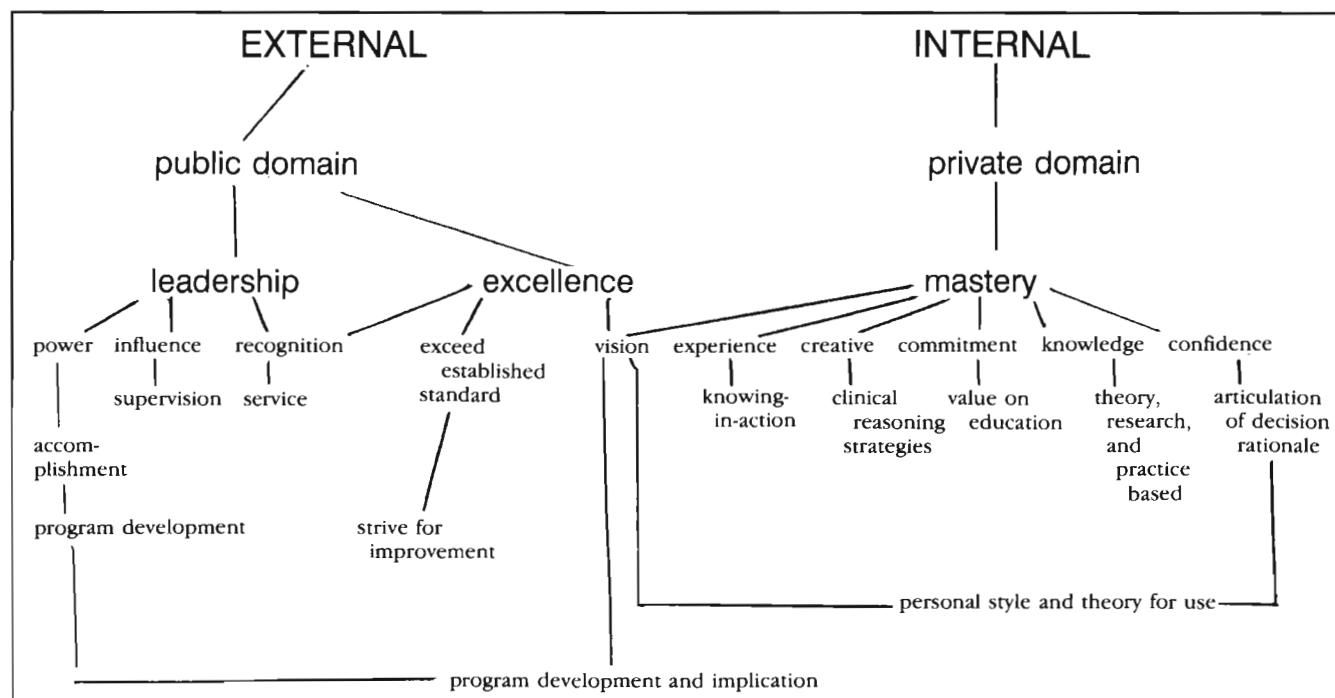 EXTERNAL
INTERNAL
public domain
private domain
leadership
excellence
mastery
power
influence
recognition
exceed
established
standard
vision
experience
creative
commitment
knowledge
confidence
supervision
service
knowing-
in-action
clinical
reasoning
strategies
value on
education
theory,
research,
and
practice
based
articulation
of decision
rationale
accom-
plishment
program development
strive for
improvement
personal style and theory for use
program development and implication